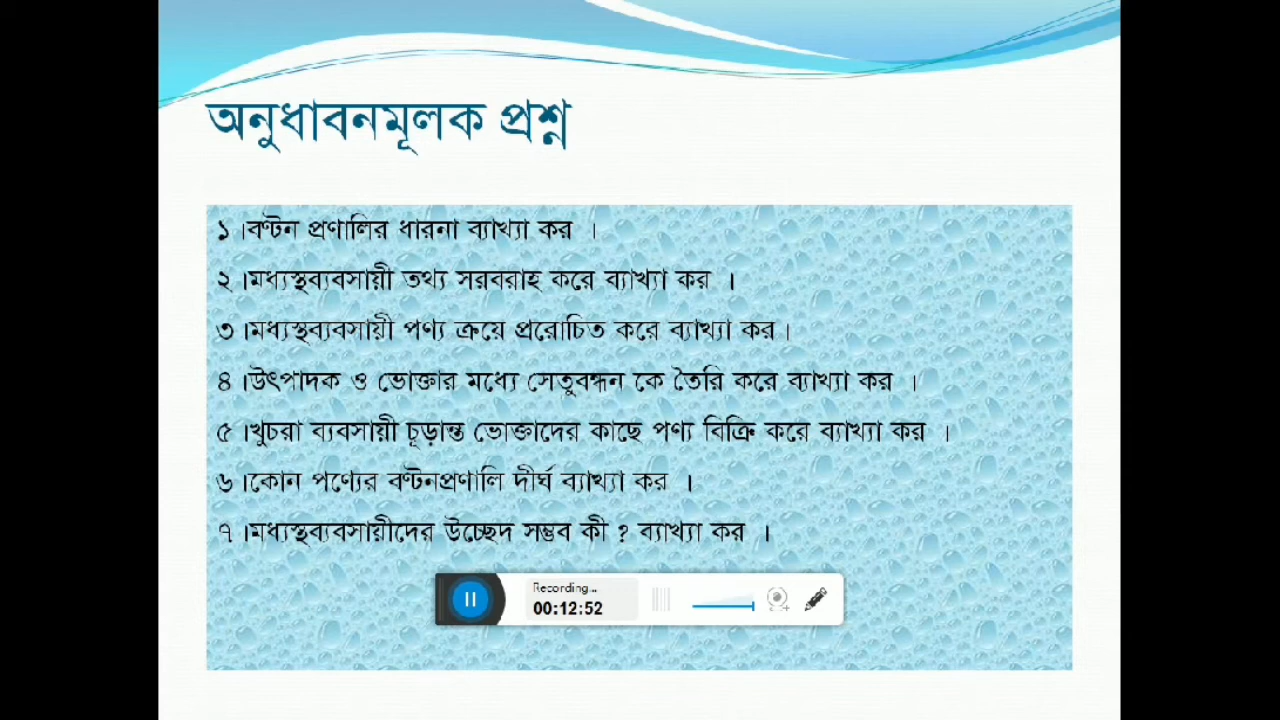 অনুধাবনমূলক প্রশ্ন
১।বণ্টন প্রণালির ধারনা ব্যাখ্যা কর ।
২।মধ্যস্থব্যবসায়ী তথ্য সরবরাহ করে ব্যাখ্যা কর ।
৩।মধ্যস্থব্যবসায়ী পণ্য ক্রয়ে প্ররোচিত করে ব্যাখ্যা কর।
৪।উৎপাদক ও ভোক্তার মধ্যে সেতুবন্ধন কে তৈরি করে ব্যাখ্যা কর ।
৫।খুচরা ব্যবসায়ী চূড়ান্ত ভোক্তাদের কাছে পণ্য বিক্রি করে ব্যাখ্যা কর ।
৬।কোন পণ্যের বণ্টনপ্রণালি দীর্ঘ ব্যাখ্যা কর ।
৭।মধ্যস্থব্যবসায়ীদের উচ্ছেদ সম্ভব কী ? ব্যাখ্যা কর ।
Recording...
00:12:52